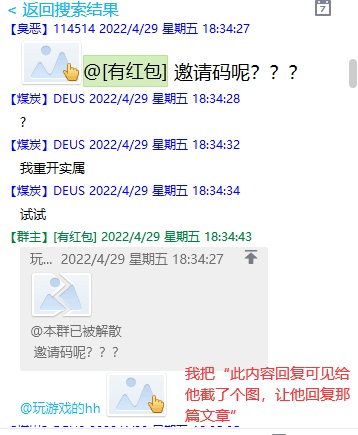 < 返回搜索结果
7
【臭恶】114514 2022/4/29 星期五 18:34:27
@[有红包] 邀请码呢？？？
【煤炭】DEUS 2022/4/29 星期五 18:34:28
？
【煤炭】DEUS 2022/4/29 星期五 18:34:32
我重开实属
【煤炭】DEUS 2022/4/29 星期五 18:34:34
试试
【群主】[有红包] 2022/4/29 星期五 18:34:43
玩... 2022/4/29 星期五 18:34:27
@本群已被解散
邀请码呢？？？
@玩游戏的hh
我把“此内容回复可见给
他截了个图，让他回复那
篇文章”